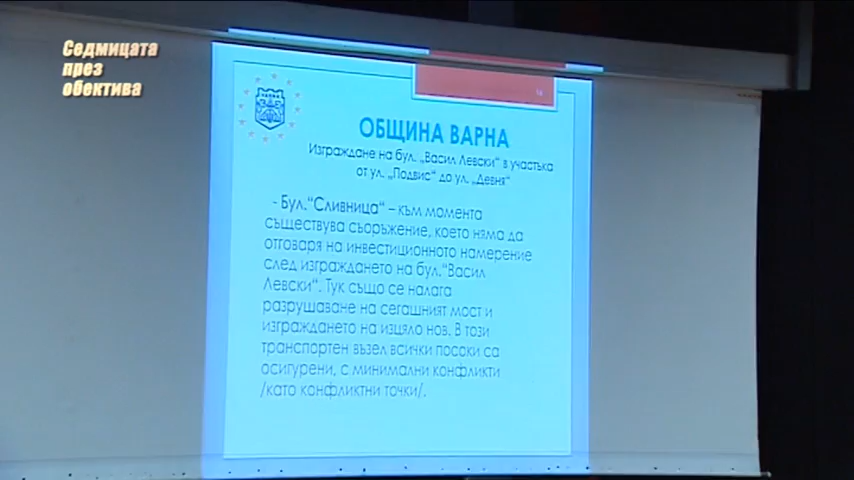 Седмицата
през
обектива
ОБЩИНА ВАРНА
Изграждане на бул. „Васил Левски“ в участъка
от ул. „Подвис“ до ул. „Девня“
- Бул.“Сливница“ – към момента
съществува съоръжение, което няма да
отговаря на инвестиционното намерение
след изграждането на бул.“Васил
Левски“. Тук също се налага
разрушаване на сегашният мост и
изграждането на изцяло нов. В този
транспортен възел всички посоки са
осигурени, с минимални конфликти
/като конфликтни точки/.